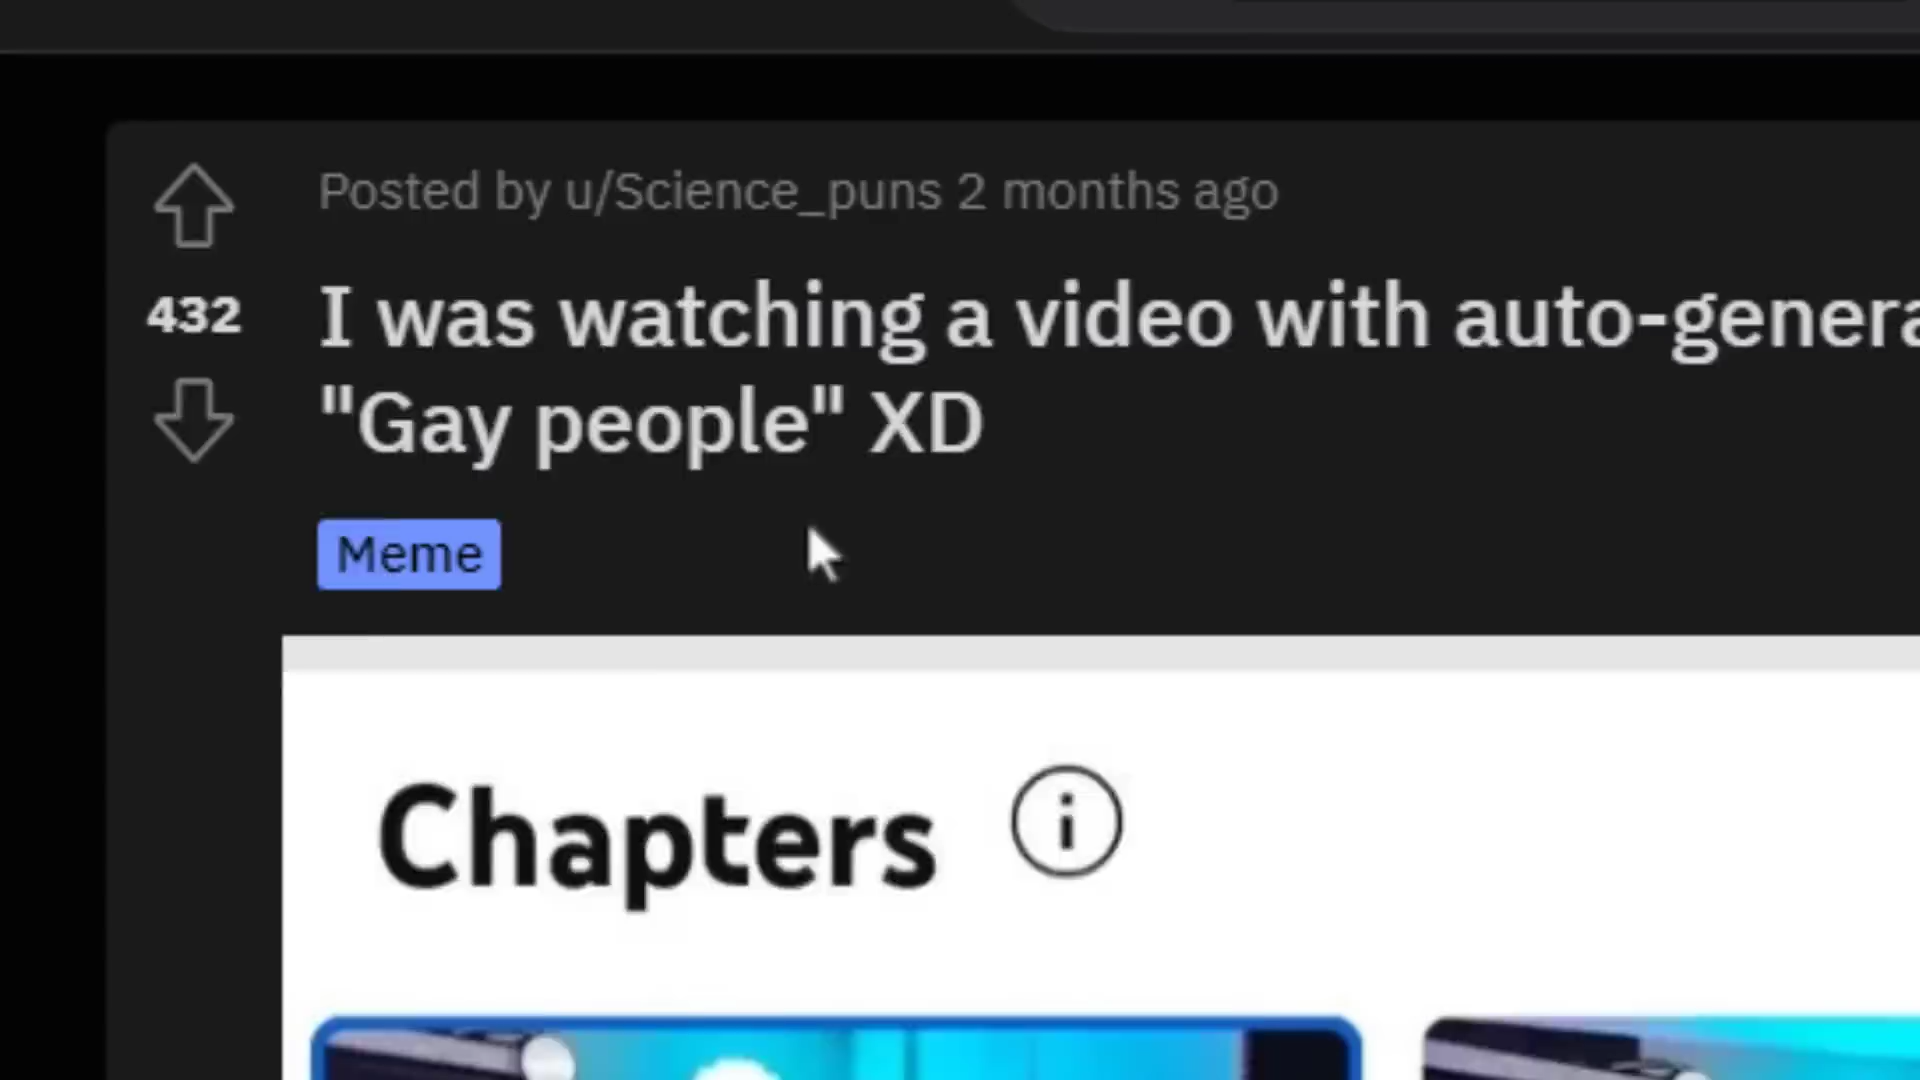 Posted by u/Science_puns 2 months ago
432
I was watching a video with auto-genera
"Gay people" XD
Meme
Chapters